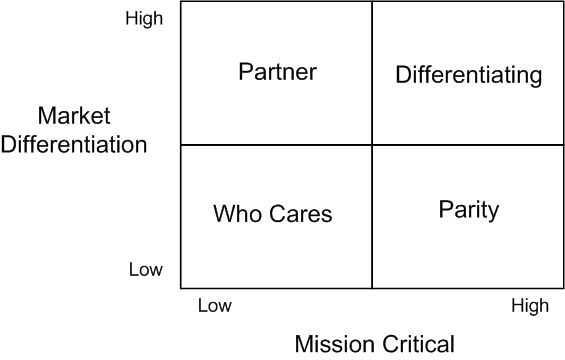 High
Partner
Differentiating
Market
Differentiation
Who Cares
Parity
Low
Low
High
Mission Critical